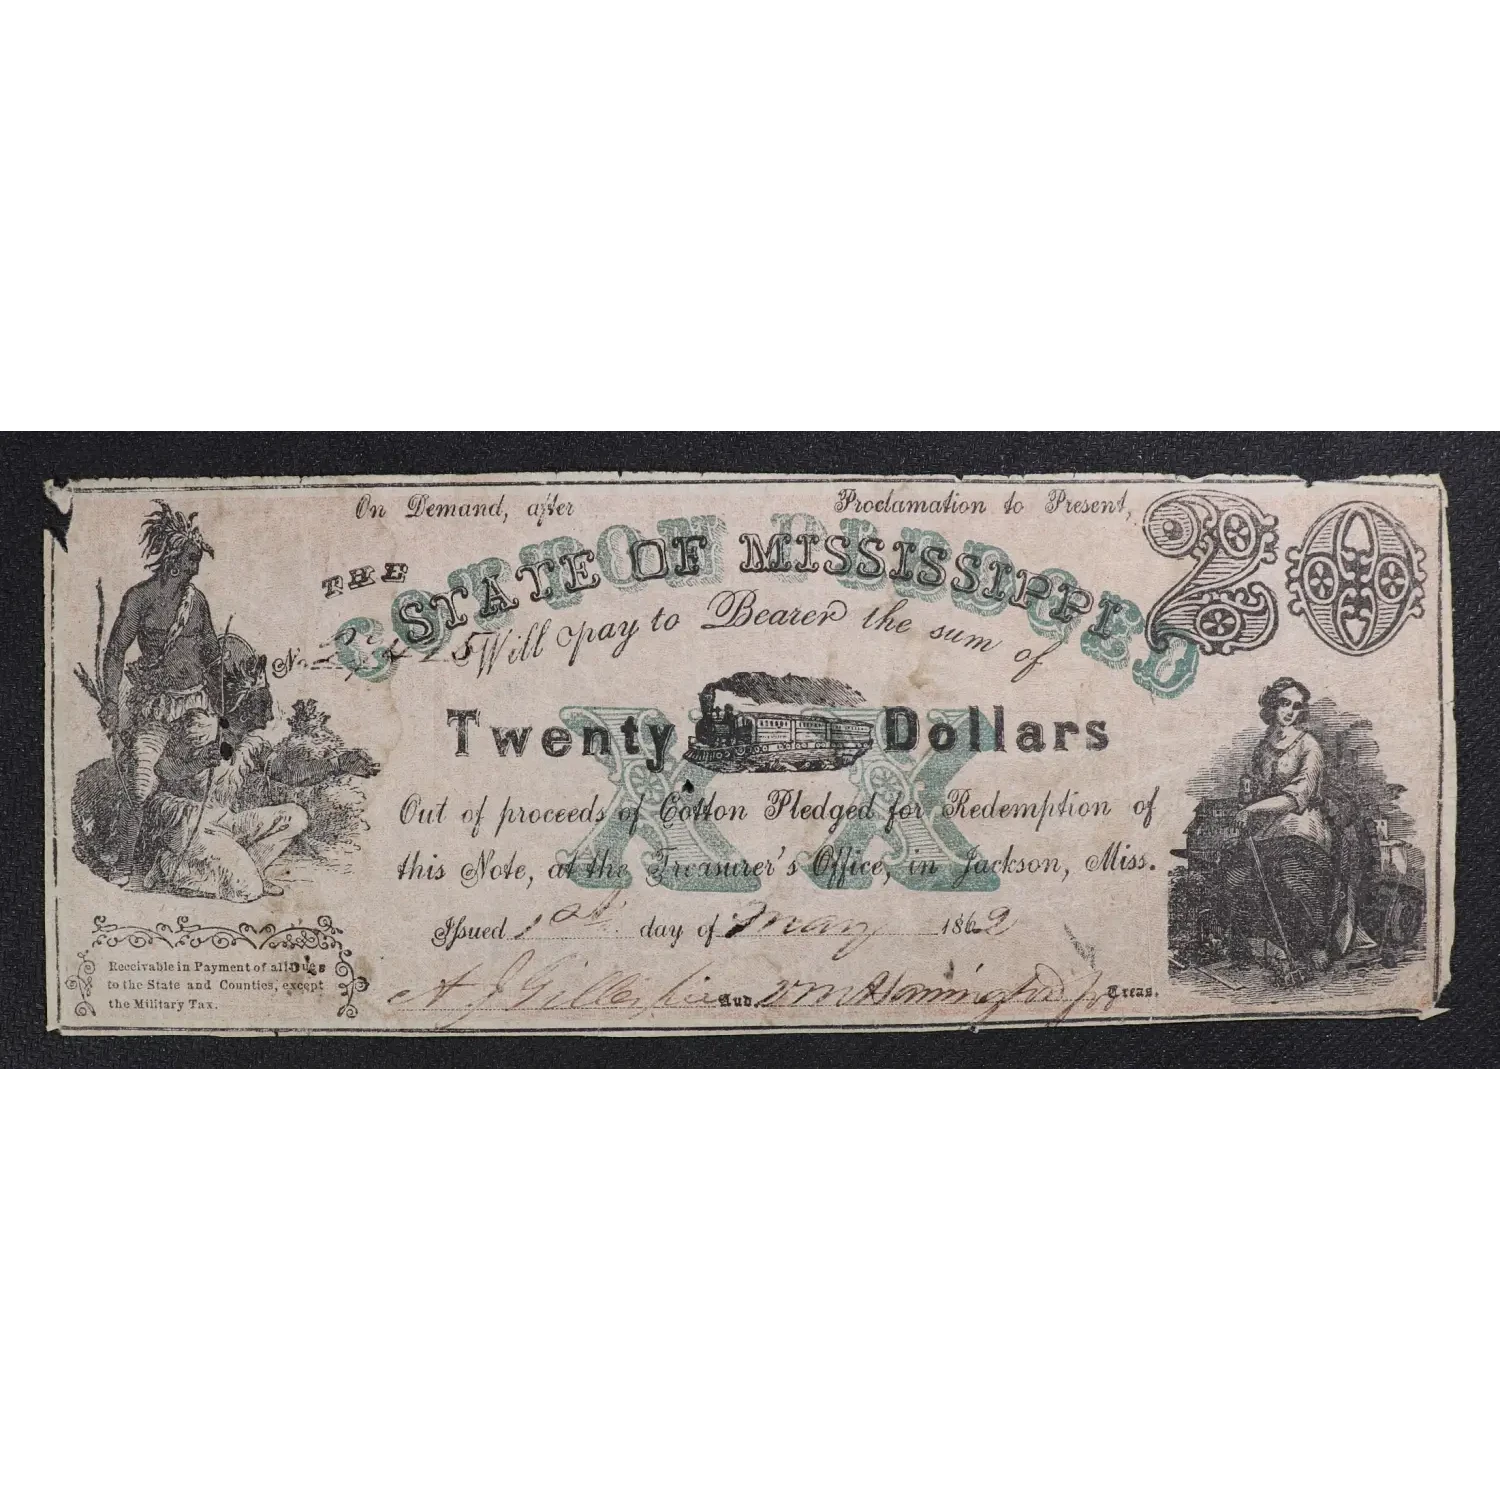 On Demand, after Proclamation to Present,
20
COTTON PLEDGED
THE STATE OF MISSISSIPPI
No.
Will pay to Bearer the sum of
Twenty Dollars
XX
Out of proceeds of Cotton Pledged for Redemption of
this Note, at the Treasurer's Office, in Jackson, Miss.
Issued 1st day of May 1862
Receivable in Payment of all Dues
to the State and Counties, except
the Military Tax.
A J Gillespie Aud. Treas.